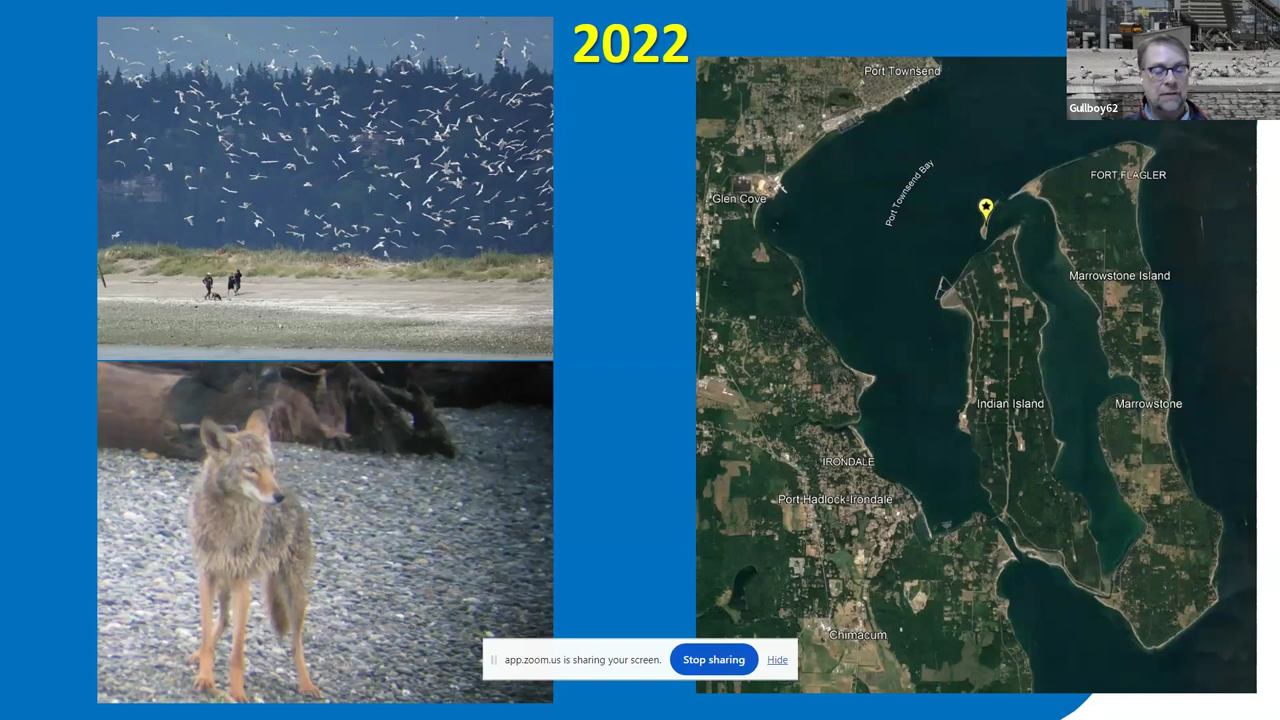 2022
Gullboy62
Port Townsend
Glen Cove
Port Townsend Bay
FORT FLAGLER
Marrowstone Island
Indian Island
Marrowstone
IRONDALE
Port Hadlock-Irondale
Chimacum
app.zoom.us is sharing your screen.
Stop sharing
Hide